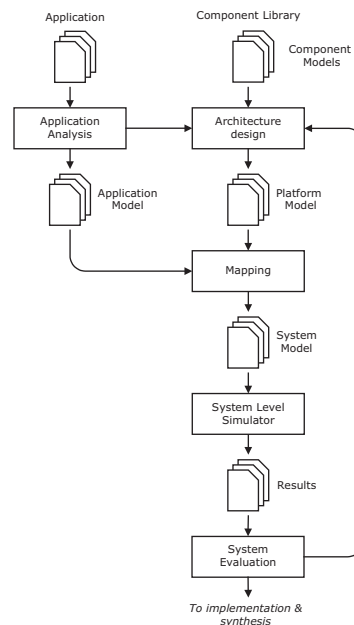 Application
Component Library
Component
Models
Application
Analysis
Architecture
design
Application
Model
Platform
Model
Mapping
System
Model
System Level
Simulator
Results
System
Evaluation
To implementation &
synthesis